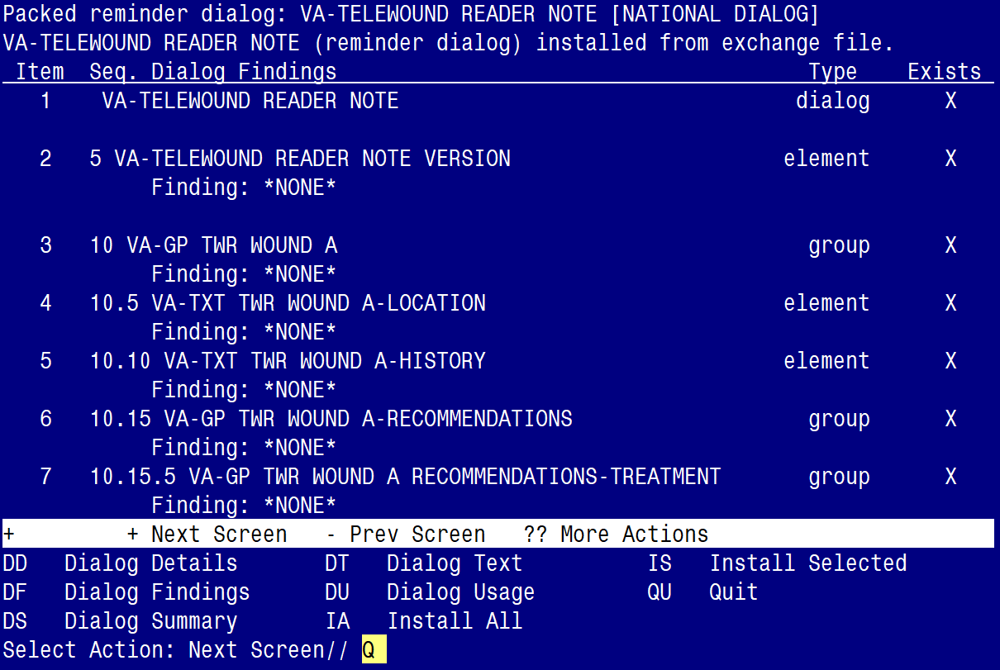 Packed reminder dialog: VA-TELEWOUND READER NOTE [NATIONAL DIALOG]
VA-TELEWOUND READER NOTE (reminder dialog) installed from exchange file.
Item Seq. Dialog Findings Type Exists
1 VA-TELEWOUND READER NOTE dialog X
2 5 VA-TELEWOUND READER NOTE VERSION element X
Finding: *NONE*
3 10 VA-GP TWR WOUND A group X
Finding: *NONE*
4 10.5 VA-TXT TWR WOUND A-LOCATION element X
Finding: *NONE*
5 10.10 VA-TXT TWR WOUND A-HISTORY element X
Finding: *NONE*
6 10.15 VA-GP TWR WOUND A-RECOMMENDATIONS group X
Finding: *NONE*
7 10.15.5 VA-GP TWR WOUND A RECOMMENDATIONS-TREATMENT group X
Finding: *NONE*
+ + Next Screen - Prev Screen ?? More Actions
DD Dialog Details DT Dialog Text IS Install Selected
DF Dialog Findings DU Dialog Usage QU Quit
DS Dialog Summary IA Install All
Select Action: Next Screen// Q